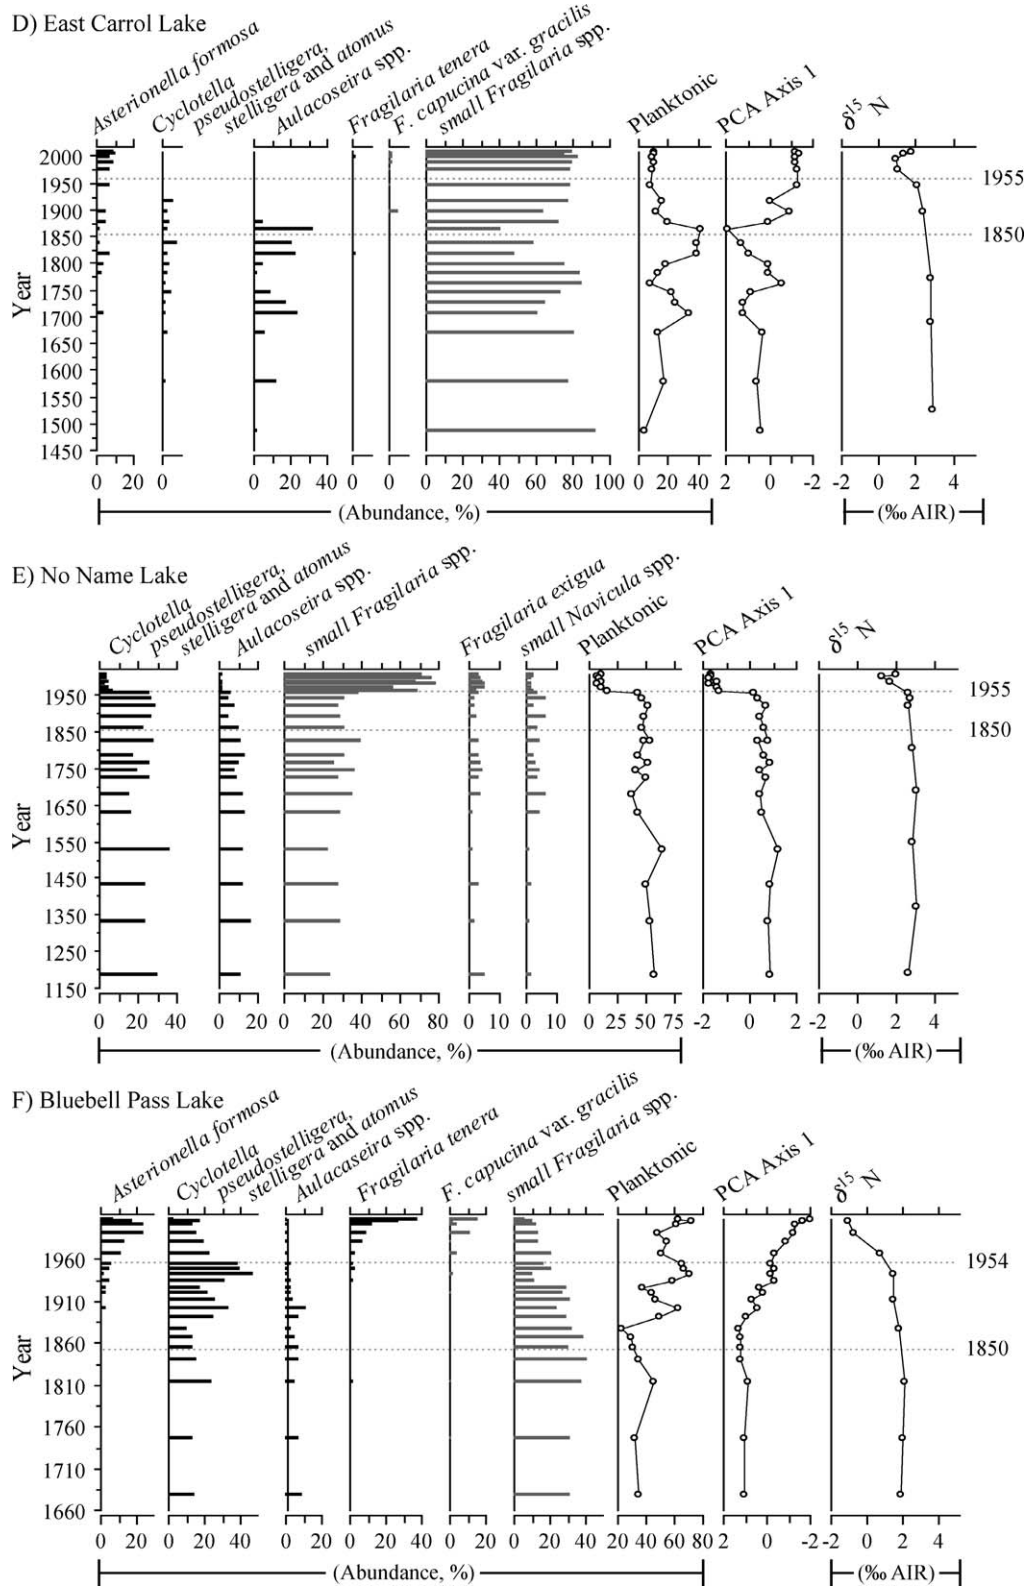 D) East Carrol Lake
Asterionella formosa
Cyclotella
pseudostelligera,
stelligera and atomus
Aulacoseira spp.
Fragilaria tenera
F. capucina var. gracilis
small Fragilaria spp.
Planktonic
PCA Axis 1
δ15 N
Year
2000
1950
1900
1850
1800
1750
1700
1650
1600
1550
1500
1450
1955
1850
0 20 0 0 20 40 0 0 0 20 40 60 80 100 0 20 40 2 0 -2 -2 0 2 4
(Abundance, %)
(‰ AIR)
E) No Name Lake
Cyclotella
pseudostelligera,
stelligera and atomus
Aulacoseira spp.
small Fragilaria spp.
Fragilaria exigua
small Navicula spp.
Planktonic
PCA Axis 1
δ15 N
Year
1950
1850
1750
1650
1550
1450
1350
1250
1150
1955
1850
0 20 40 0 20 0 20 40 60 80 0 10 0 10 0 25 50 75 -2 0 2 -2 0 2 4
(Abundance, %)
(‰ AIR)
F) Bluebell Pass Lake
Asterionella formosa
Cyclotella
pseudostelligera,
stelligera and atomus
Aulacaseira spp.
Fragilaria tenera
F. capucina var. gracilis
small Fragilaria spp.
Planktonic
PCA Axis 1
δ15 N
Year
1960
1910
1860
1810
1760
1710
1660
1954
1850
0 20 40 0 20 40 0 20 0 20 40 0 20 0 20 40 20 40 60 80 2 0 -2 -2 0 2 4
(Abundance, %)
(‰ AIR)